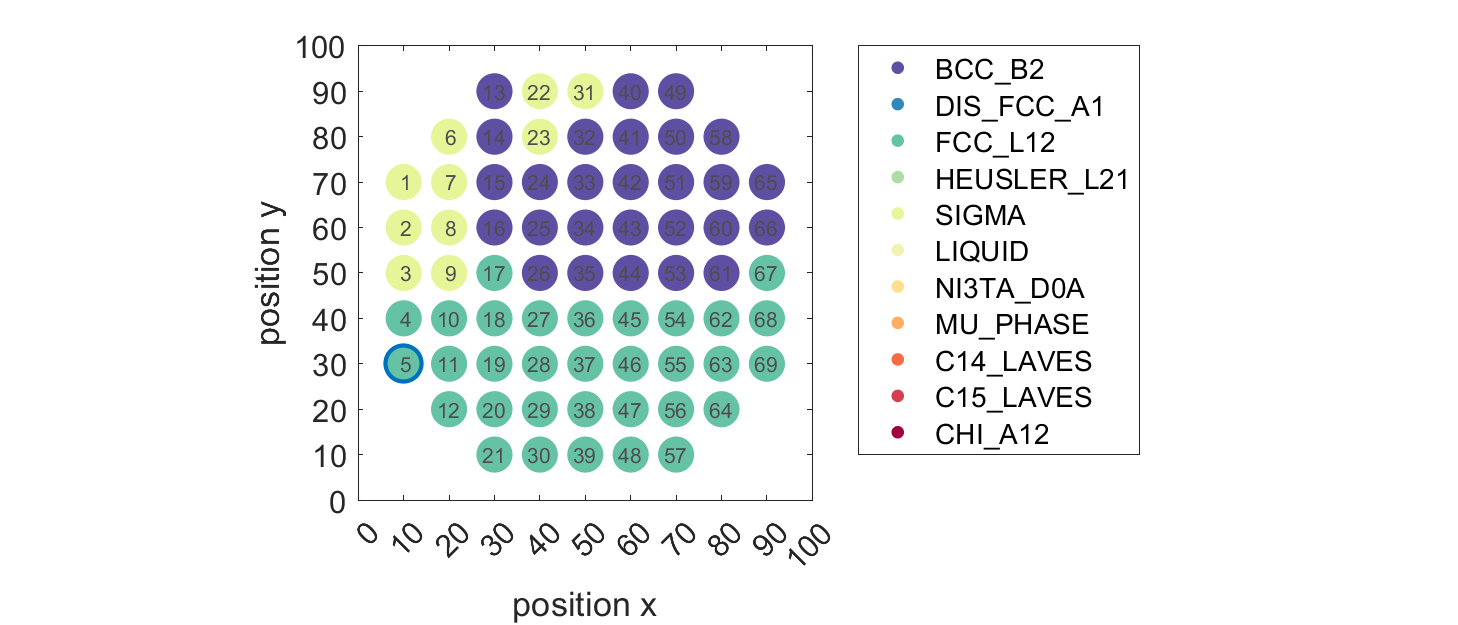 100
90
80
70
60
50
40
30
20
10
0
position y
13 22 31 40 49
6 14 23 32 41 50 58
1 7 15 24 33 42 51 59 65
2 8 16 25 34 43 52 60 66
3 9 17 26 35 44 53 61 67
4 10 18 27 36 45 54 62 68
5 11 19 28 37 46 55 63 69
12 20 29 38 47 56 64
21 30 39 48 57
0 10 20 30 40 50 60 70 80 90 100
position x
BCC_B2
DIS_FCC_A1
FCC_L12
HEUSLER_L21
SIGMA
LIQUID
NI3TA_D0A
MU_PHASE
C14_LAVES
C15_LAVES
CHI_A12